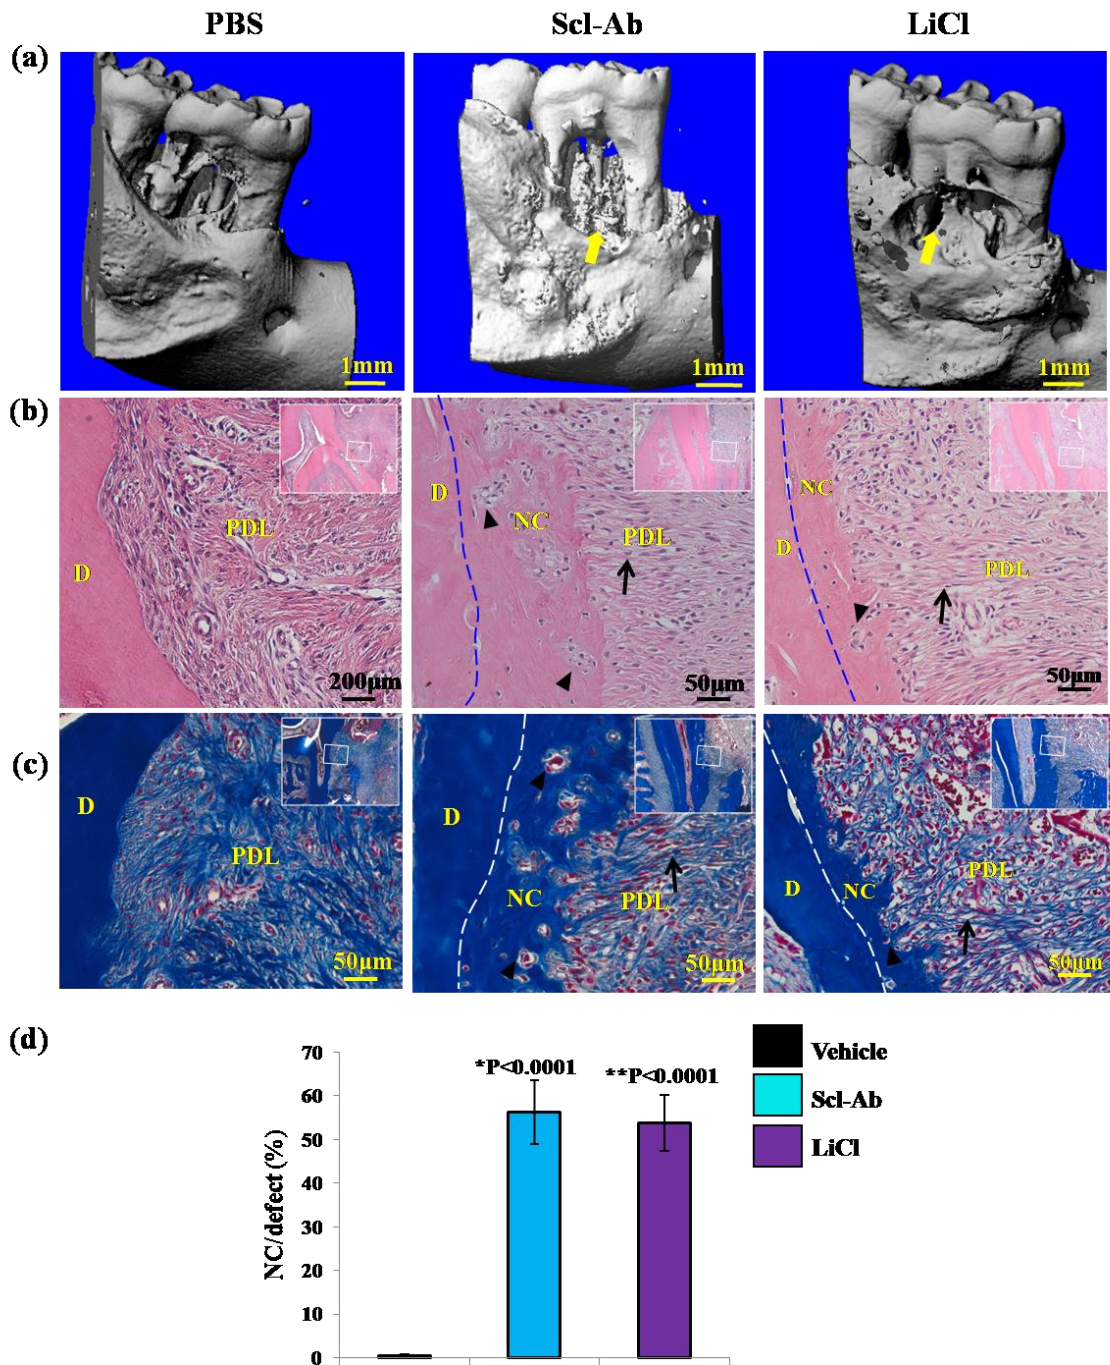 PBS Scl-Ab LiCl
(a)
1mm 1mm 1mm
(b)
D PDL 200μm
D NC PDL 50μm
NC D PDL 50μm
(c)
D PDL 50μm
D NC PDL 50μm
D NC PDL 50μm
(d)
NC/defect (%)
70
60
50
40
30
20
10
0
*P<0.0001
**P<0.0001
Vehicle
Scl-Ab
LiCl